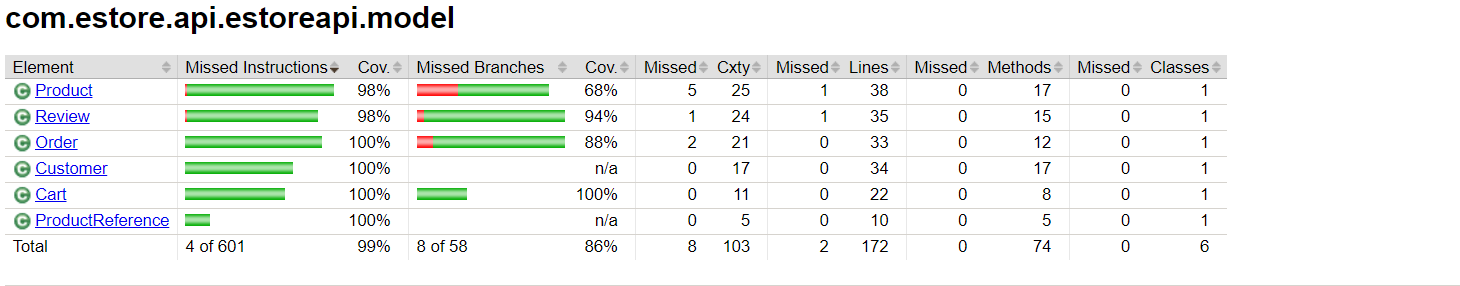 com.estore.api.estoreapi.model
Element Missed Instructions Cov. Missed Branches Cov. Missed Cxty Missed Lines Missed Methods Missed Classes
C Product 98% 68% 5 25 1 38 0 17 0 1
C Review 98% 94% 1 24 1 35 0 15 0 1
C Order 100% 88% 2 21 0 33 0 12 0 1
C Customer 100% n/a 0 17 0 34 0 17 0 1
C Cart 100% 100% 0 11 0 22 0 8 0 1
C ProductReference 100% n/a 0 5 0 10 0 5 0 1
Total 4 of 601 99% 8 of 58 86% 8 103 2 172 0 74 0 6